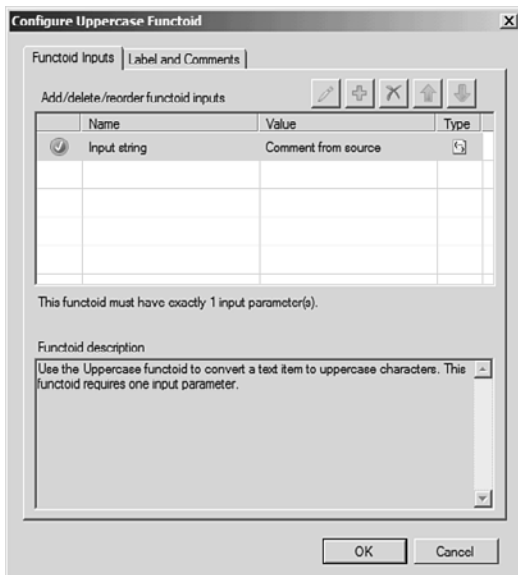 Configure Uppercase Functoid
Functoid Inputs
Label and Comments
Add/delete/reorder functoid inputs
Name Value Type
Input string Comment from source
This functoid must have exactly 1 input parameter(s).
Functoid description
Use the Uppercase functoid to convert a text item to uppercase characters. This
functoid requires one input parameter.
OK Cancel